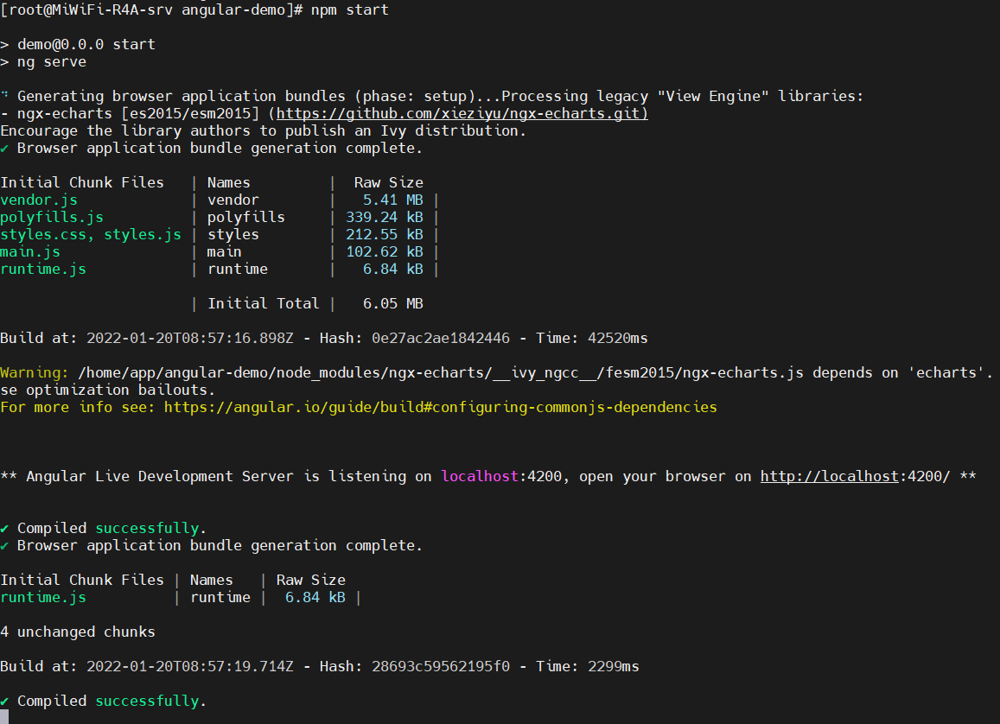 [root@MiWiFi-R4A-srv angular-demo]# npm start
> demo@0.0.0 start
> ng serve
⠙ Generating browser application bundles (phase: setup)...Processing legacy "View Engine" libraries:
- ngx-echarts [es2015/esm2015] (https://github.com/xieziyu/ngx-echarts.git)
Encourage the library authors to publish an Ivy distribution.
✔ Browser application bundle generation complete.
Initial Chunk Files | Names | Raw Size
vendor.js | vendor | 5.41 MB |
polyfills.js | polyfills | 339.24 kB |
styles.css, styles.js | styles | 212.55 kB |
main.js | main | 102.62 kB |
runtime.js | runtime | 6.84 kB |
| Initial Total | 6.05 MB
Build at: 2022-01-20T08:57:16.898Z - Hash: 0e27ac2ae1842446 - Time: 42520ms
Warning: /home/app/angular-demo/node_modules/ngx-echarts/__ivy_ngcc__/fesm2015/ngx-echarts.js depends on 'echarts'.
se optimization bailouts.
For more info see: https://angular.io/guide/build#configuring-commonjs-dependencies
** Angular Live Development Server is listening on localhost:4200, open your browser on http://localhost:4200/ **
✔ Compiled successfully.
✔ Browser application bundle generation complete.
Initial Chunk Files | Names | Raw Size
runtime.js | runtime | 6.84 kB |
4 unchanged chunks
Build at: 2022-01-20T08:57:19.714Z - Hash: 28693c59562195f0 - Time: 2299ms
✔ Compiled successfully.